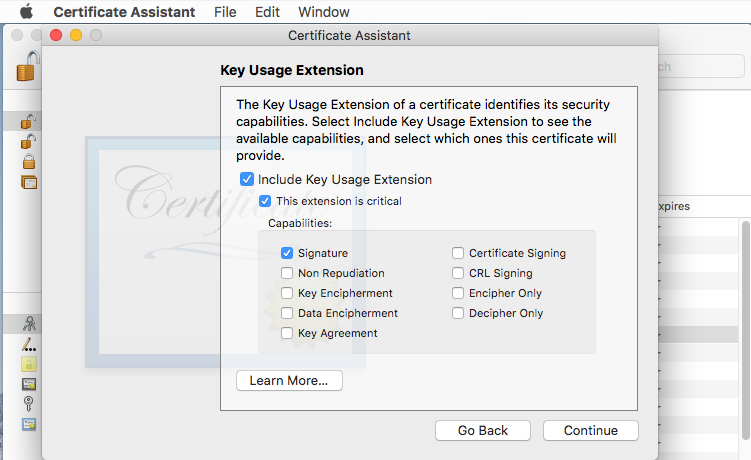 Certificate Assistant File Edit Window
Certificate Assistant
ch
Key Usage Extension
The Key Usage Extension of a certificate identifies its security
capabilities. Select Include Key Usage Extension to see the
available capabilities, and select which ones this certificate will
provide.
Certificate
Include Key Usage Extension
This extension is critical
xpires
Capabilities:
Signature
Certificate Signing
Non Repudiation
CRL Signing
Key Encipherment
Encipher Only
Data Encipherment
Decipher Only
Key Agreement
Learn More...
Go Back
Continue